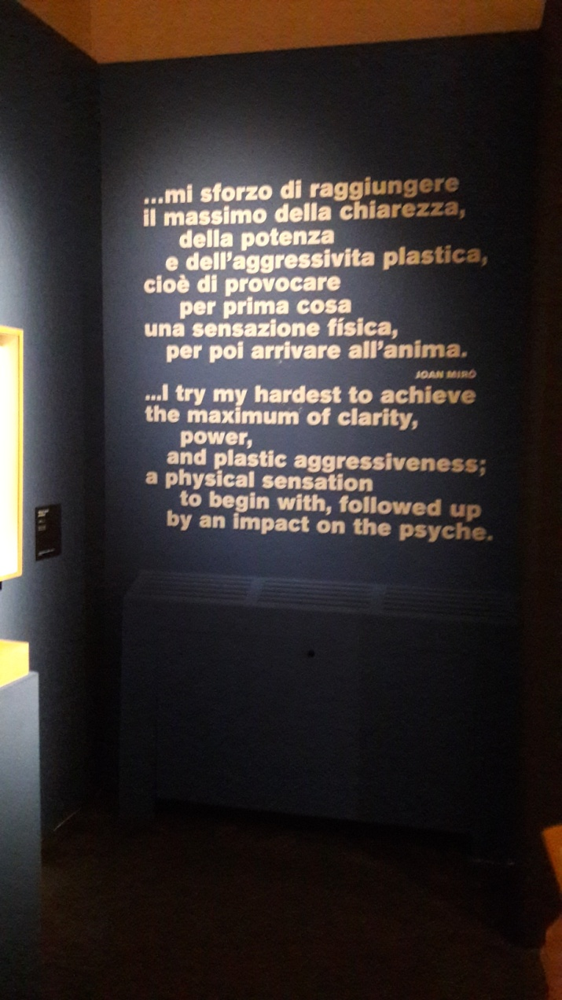 ...mi sforzo di raggiungere
il massimo della chiarezza,
della potenza
e dell'aggressivita plastica,
cioè di provocare
per prima cosa
una sensazione física,
per poi arrivare all'anima.
JOAN MIRÓ
...I try my hardest to achieve
the maximum of clarity,
power,
and plastic aggressiveness;
a physical sensation
to begin with, followed up
by an impact on the psyche.